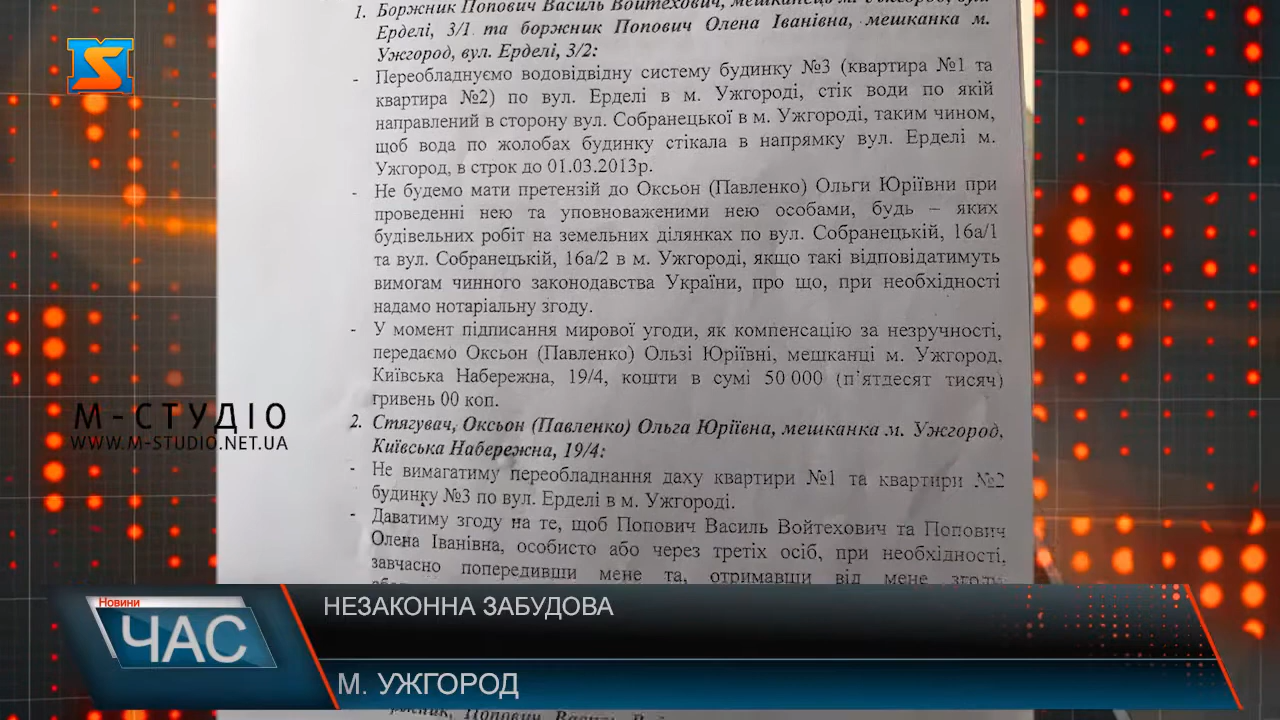 1. Боржник Попович Василь Войтехович, мешканець м. Ужгород, вул.
Ерделі, 3/1 та боржник Попович Олена Іванівна, мешканка м.
Ужгород, вул. Ерделі, 3/2:
- Переобладнуємо водовідвідну систему будинку №3 (квартира №1 та
квартира №2) по вул. Ерделі в м. Ужгороді, стік води по якій
направлений в сторону вул. Собранецької в м. Ужгороді, таким чином,
щоб вода по жолобах будинку стікала в напрямку вул. Ерделі м.
Ужгород, в строк до 01.03.2013р.
- Не будемо мати претензій до Оксьон (Павленко) Ольги Юріївни при
проведенні нею та уповноваженими нею особами, будь – яких
будівельних робіт на земельних ділянках по вул. Собранецькій, 16а/1
та вул. Собранецькій, 16а/2 в м. Ужгороді, якщо такі відповідатимуть
вимогам чинного законодавства України, про що, при необхідності
надамо нотаріальну згоду.
- У момент підписання мирової угоди, як компенсацію за незручності,
передаємо Оксьон (Павленко) Ользі Юріївні, мешканці м. Ужгород,
Київська Набережна, 19/4, кошти в сумі 50 000 (п'ятдесят тисяч)
гривень 00 коп.
2. Стягувач, Оксьон (Павленко) Ольга Юріївна, мешканка м. Ужгород,
Київська Набережна, 19/4:
- Не вимагатиму переобладнання даху квартири №1 та квартири №2
будинку №3 по вул. Ерделі в м. Ужгороді.
- Даватиму згоду на те, щоб Попович Василь Войтехович та Попович
Олена Іванівна, особисто або через третіх осіб, при необхідності,
завчасно попередивши мене та, отримавши від мене згоду,
М-СТУДІО
WWW.M-STUDIO.NET.UA
Новини
ЧАС
НЕЗАКОННА ЗАБУДОВА
М. УЖГОРОД
Попович Василь